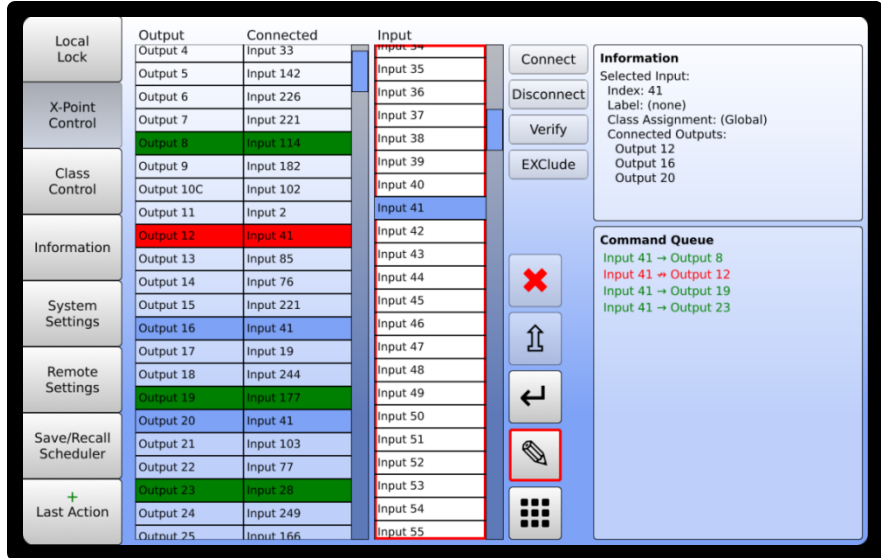 Local
Lock
X-Point
Control
Class
Control
Information
System
Settings
Remote
Settings
Save/Recall
Scheduler
+
Last Action
Output Connected
Output 4 Input 33
Output 5 Input 142
Output 6 Input 226
Output 7 Input 221
Output 8 Input 114
Output 9 Input 182
Output 10C Input 102
Output 11 Input 2
Output 12 Input 41
Output 13 Input 85
Output 14 Input 76
Output 15 Input 221
Output 16 Input 41
Output 17 Input 19
Output 18 Input 244
Output 19 Input 177
Output 20 Input 41
Output 21 Input 103
Output 22 Input 77
Output 23 Input 28
Output 24 Input 249
Output 25 Input 166
Input
Input 34
Input 35
Input 36
Input 37
Input 38
Input 39
Input 40
Input 41
Input 42
Input 43
Input 44
Input 45
Input 46
Input 47
Input 48
Input 49
Input 50
Input 51
Input 52
Input 53
Input 54
Input 55
Connect
Disconnect
Verify
EXClude
Information
Selected Input:
Index: 41
Label: (none)
Class Assignment: (Global)
Connected Outputs:
Output 12
Output 16
Output 20
Command Queue
Input 41 → Output 8
Input 41 ↛ Output 12
Input 41 → Output 19
Input 41 → Output 23